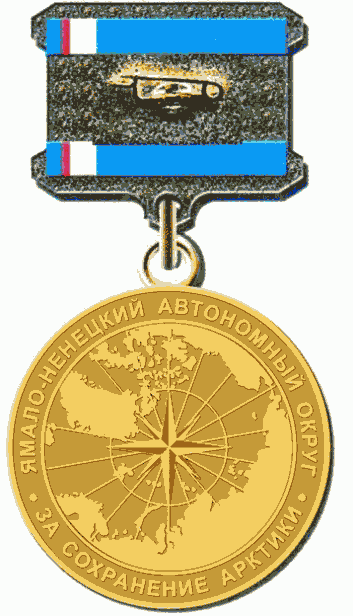 ЯМАЛО-НЕНЕЦКИЙ АВТОНОМНЫЙ ОКРУГ
• ЗА СОХРАНЕНИЕ АРКТИКИ •